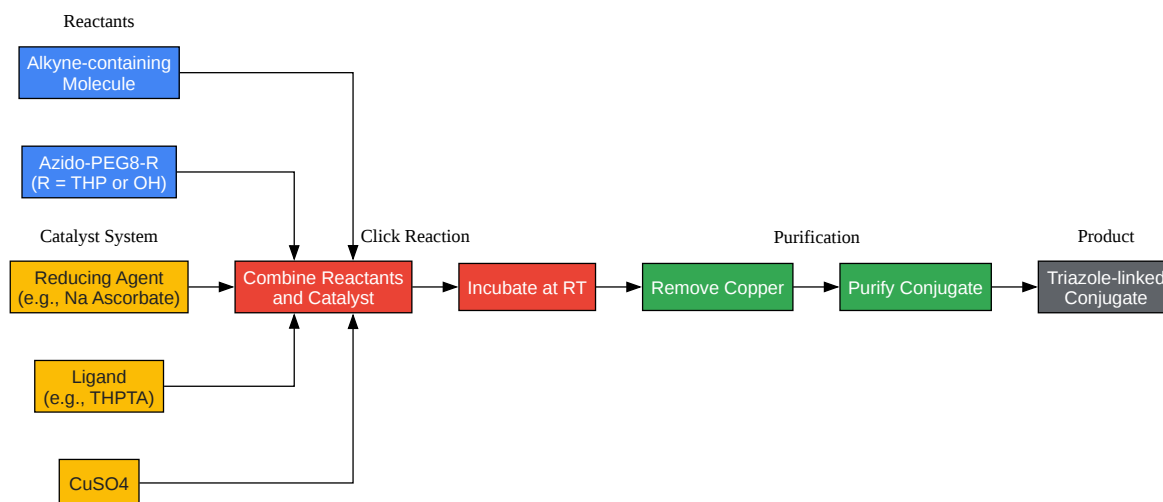 Reactants
Alkyne-containing
Molecule
Azido-PEG8-R
(R = THP or OH)
Catalyst System
Reducing Agent
(e.g., Na Ascorbate)
Ligand
(e.g., THPTA)
CuSO4
Click Reaction
Combine Reactants
and Catalyst
Incubate at RT
Purification
Remove Copper
Purify Conjugate
Product
Triazole-linked
Conjugate